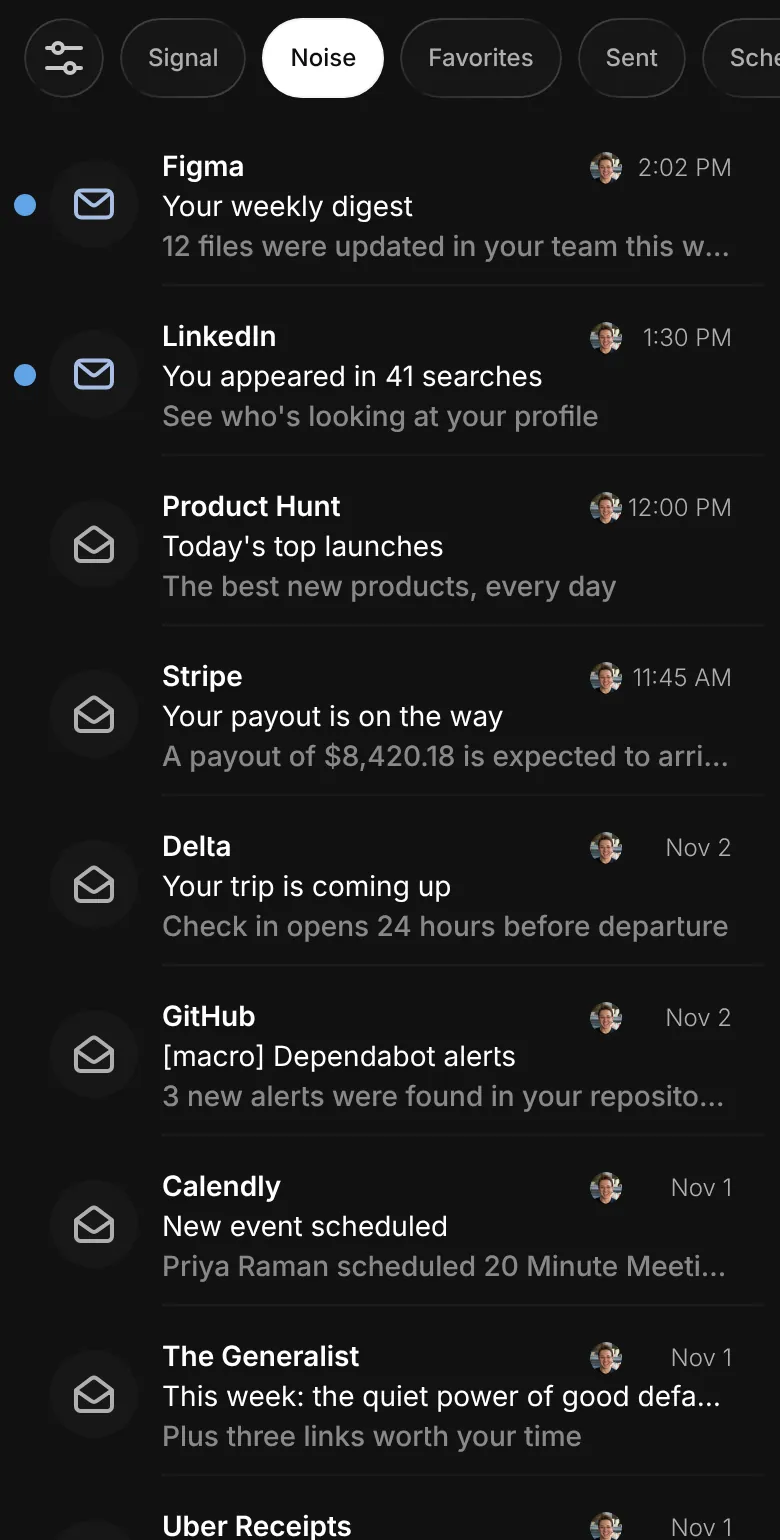 Signal
Noise
Favorites
Sent
Figma
2:02 PM
Your weekly digest
12 files were updated in your team this w...
LinkedIn
1:30 PM
You appeared in 41 searches
See who's looking at your profile
Product Hunt
12:00 PM
Today's top launches
The best new products, every day
Stripe
11:45 AM
Your payout is on the way
A payout of $8,420.18 is expected to arri...
Delta
Nov 2
Your trip is coming up
Check in opens 24 hours before departure
GitHub
Nov 2
[macro] Dependabot alerts
3 new alerts were found in your reposito...
Calendly
Nov 1
New event scheduled
Priya Raman scheduled 20 Minute Meeti...
The Generalist
Nov 1
This week: the quiet power of good defa...
Plus three links worth your time
Uber Receipts
Nov 1